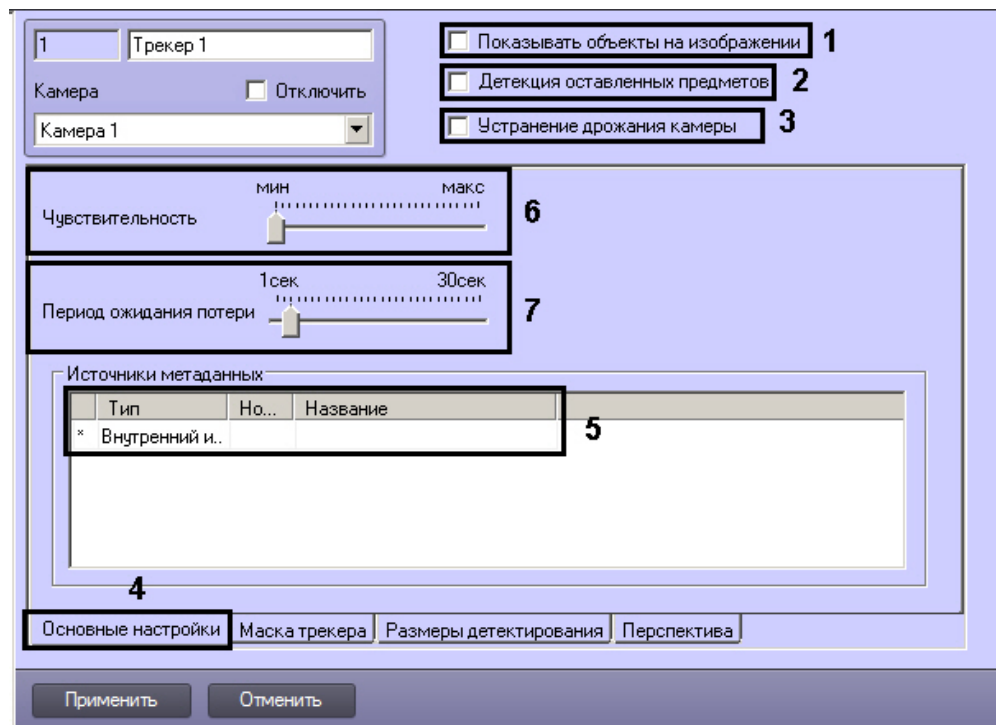 1 Трекер 1
Камера Отключить
Камера 1
Показывать объекты на изображении 1
Детекция оставленных предметов 2
Устранение дрожания камеры 3
мин макс
Чувствительность 6
1сек 30сек
Период ожидания потери 7
Источники метаданных
Тип Но... Название
* Внутренний и.. 5
4
Основные настройки Маска трекера Размеры детектирования Перспектива
Применить Отменить